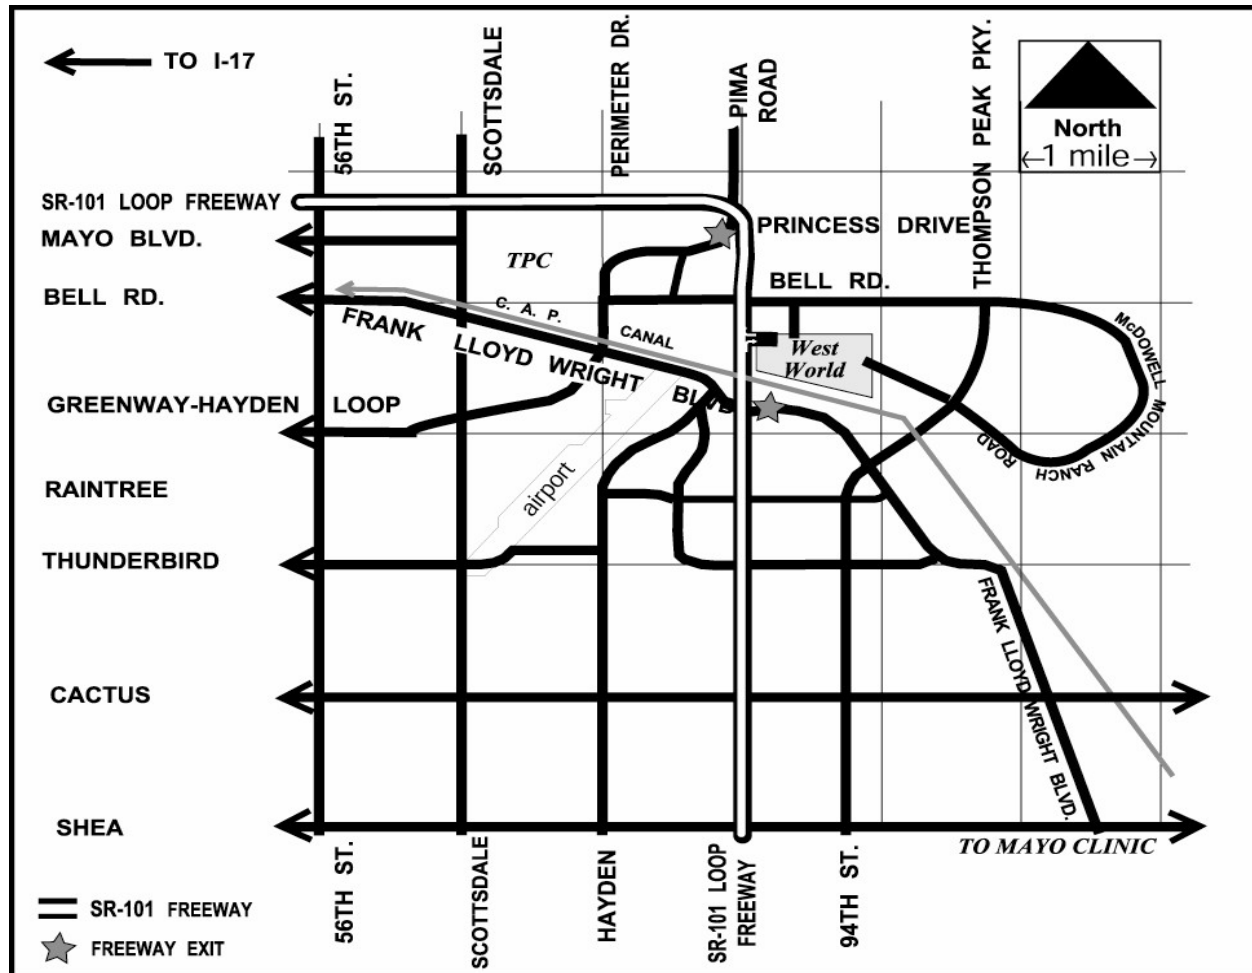 TO I-17
56TH ST.
SCOTTSDALE
PERIMETER DR.
PIMA
ROAD
THOMPSON PEAK PKY.
North
1 mile
SR-101 LOOP FREEWAY
MAYO BLVD.
TPC
PRINCESS DRIVE
BELL RD.
BELL RD.
C. A. P.
CANAL
FRANK LLOYD WRIGHT BLVD
West
World
McDOWELL MOUNTAIN RANCH ROAD
GREENWAY-HAYDEN LOOP
RAINTREE
airport
THUNDERBIRD
FRANK LLOYD WRIGHT BLVD.
CACTUS
SHEA
TO MAYO CLINIC
56TH ST.
SCOTTSDALE
HAYDEN
SR-101 LOOP
FREEWAY
94TH ST.
SR-101 FREEWAY
FREEWAY EXIT